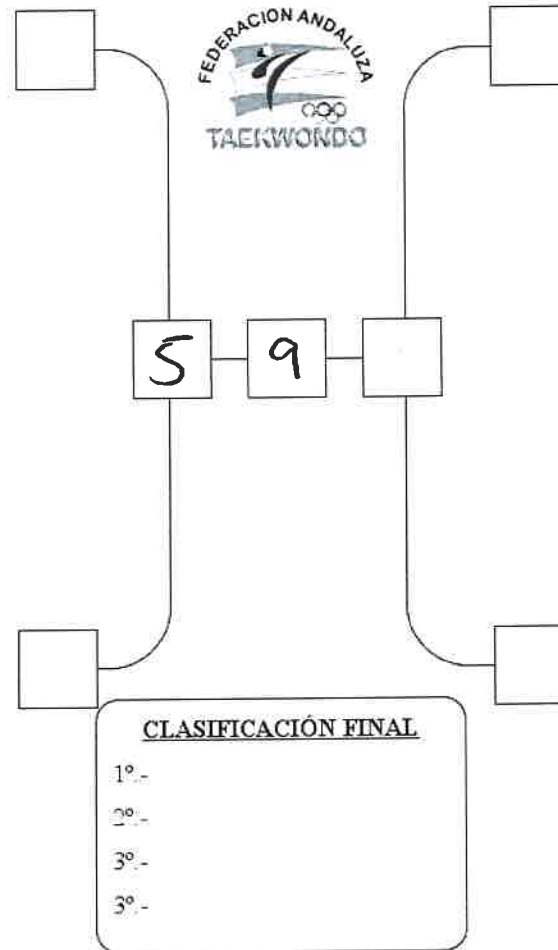 FEDERACION ANDALUZA
TAEKWONDO
5 9
CLASIFICACIÓN FINAL
1º.-
2º.-
3º.-
3º.-